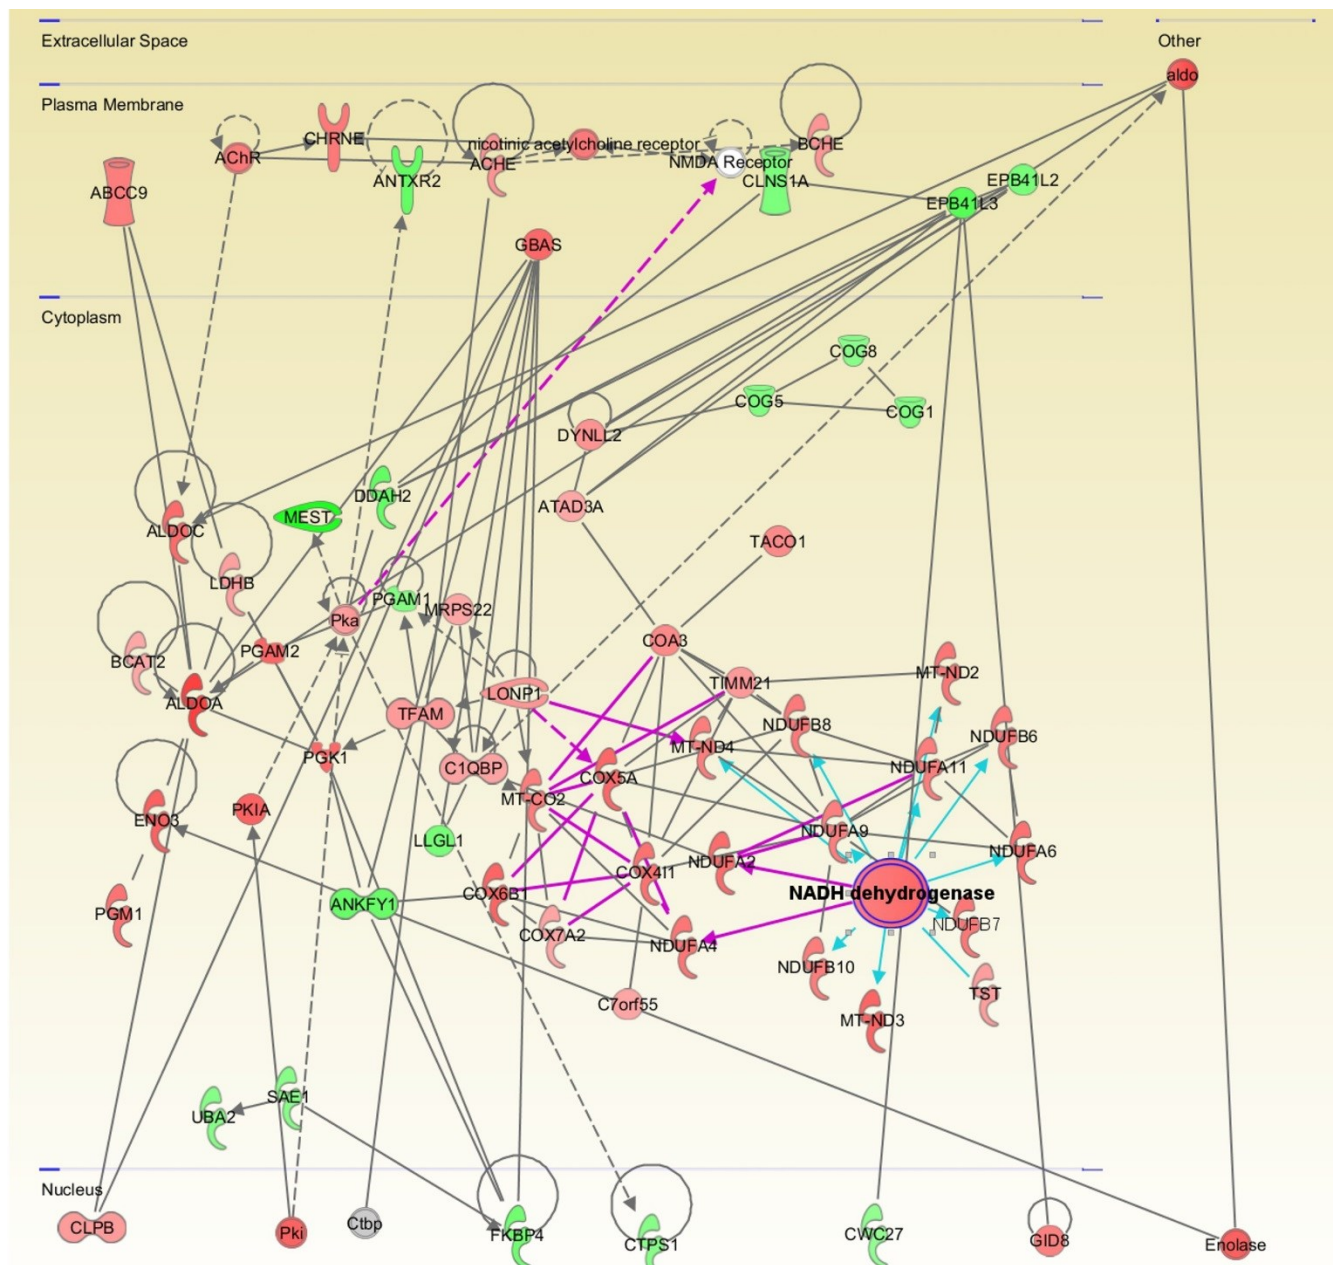 Extracellular Space
Other
aldo
Plasma Membrane
CHRNE
nicotinic acetylcholine receptor
BCHE
AChR
ACHE
NMDA Receptor
ANTXR2
CLNS1A
EPB41L2
ABCC9
EPB41L3
GBAS
Cytoplasm
COG8
COG5
COG1
DYNLL2
DDAH2
ATAD3A
MEST
ALDOC
TACO1
LDHB
PGAM1
MRPS22
Pka
COA3
PGAM2
BCAT2
MT-ND2
TIMM21
LONP1
ALDOA
TFAM
NDUFB8
NDUFB6
MT-ND4
PGK1
C1QBP
NDUFA11
COX5A
MT-CO2
PKIA
ENO3
NDUFA9
LLGL1
NDUFA6
NDUFA2
COX4I1
COX6B1
NADH dehydrogenase
ANKFY1
PGM1
NDUFB7
COX7A2
NDUFA4
NDUFB10
TST
C7orf55
MT-ND3
SAE1
UBA2
Nucleus
CLPB
Pki
Ctbp
FKBP4
CTPS1
CWC27
GID8
Enolase